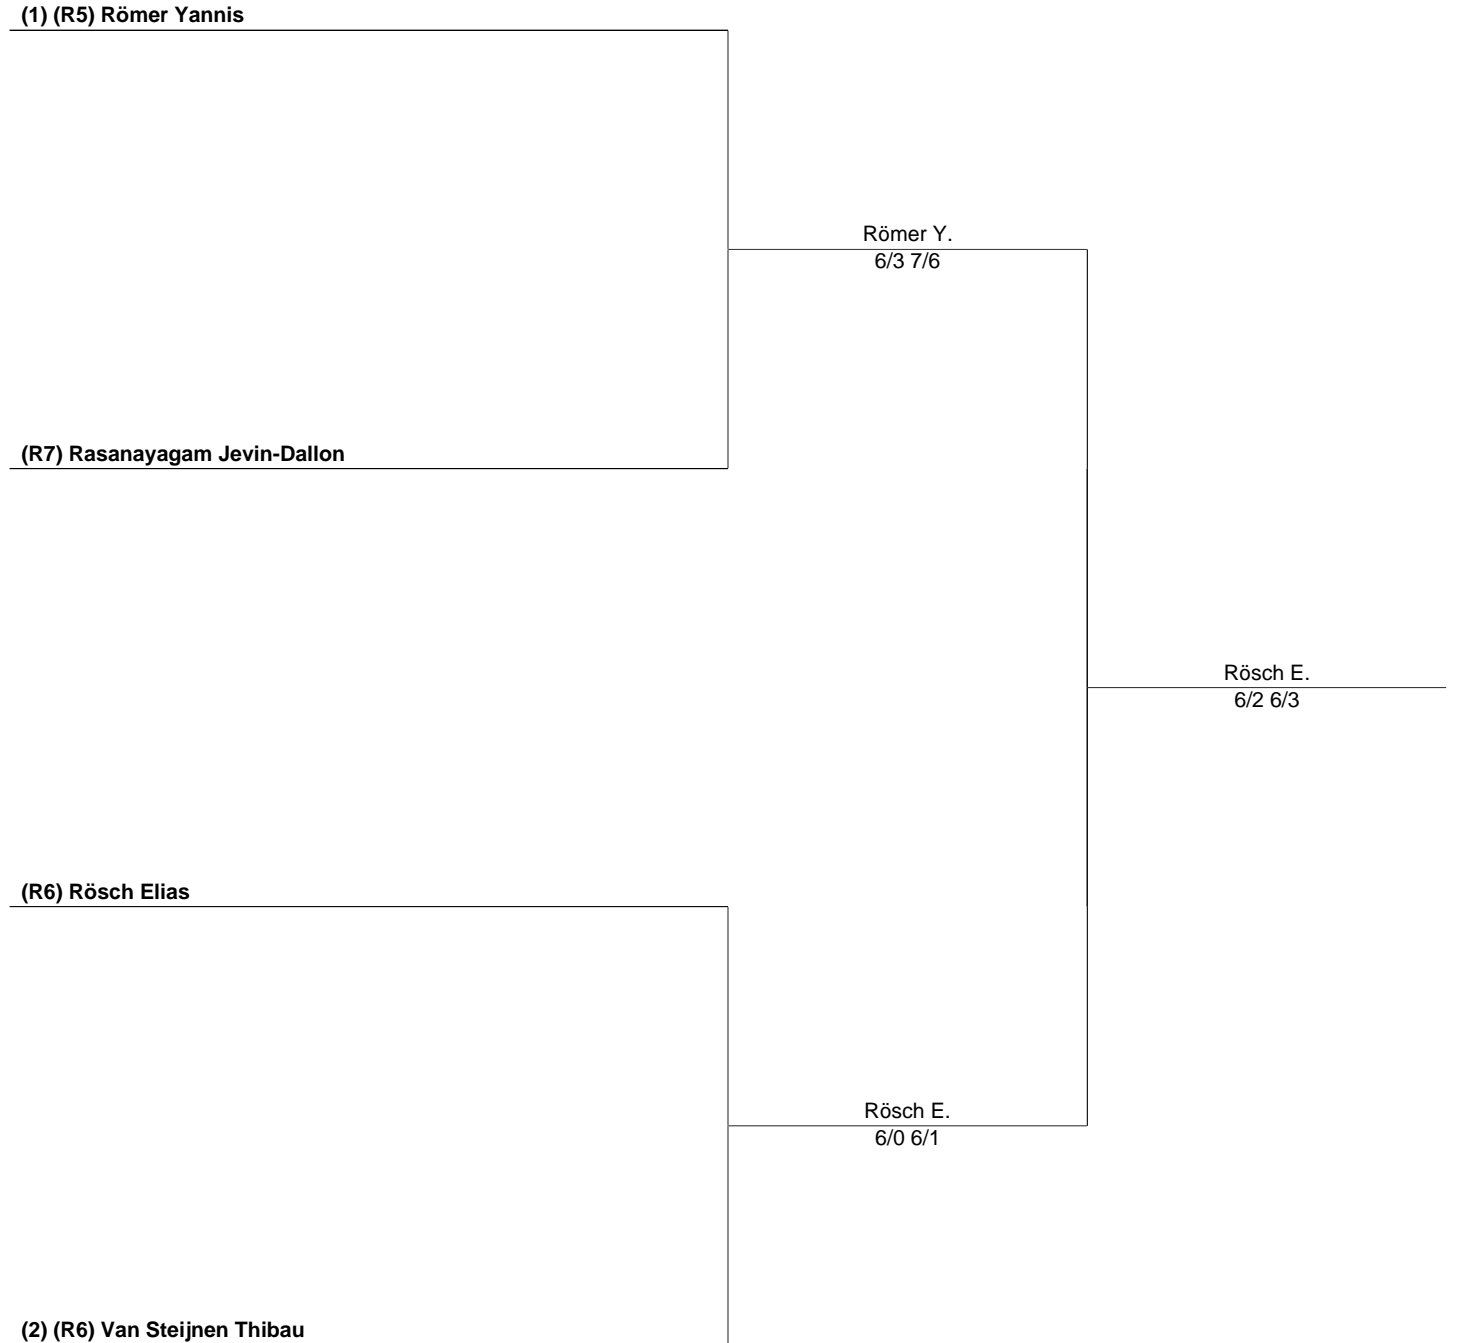 (1) (R5) Römer Yannis
Römer Y.
6/3 7/6
(R7) Rasanayagam Jevin-Dallon
Rösch E.
6/2 6/3
(R6) Rösch Elias
Rösch E.
6/0 6/1
(2) (R6) Van Steijnen Thibau